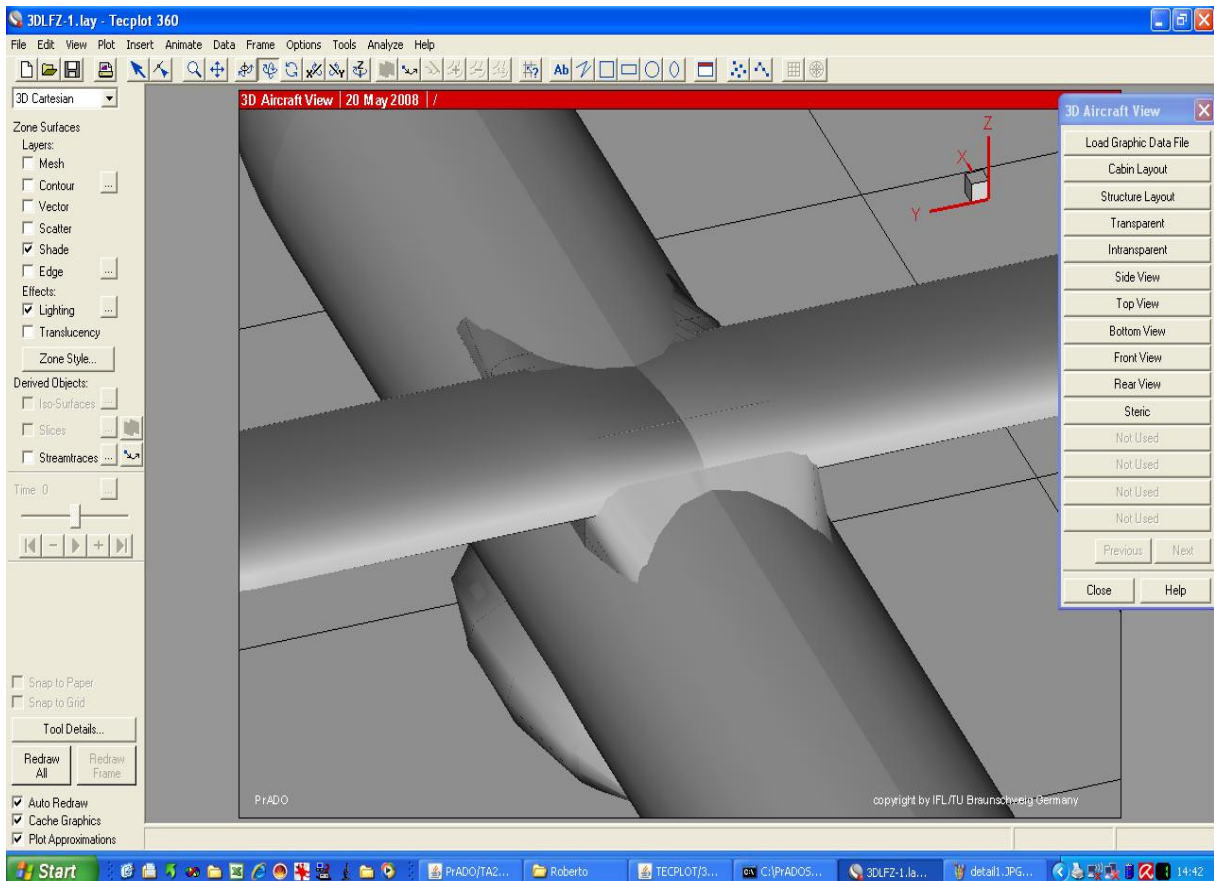 3DLFZ-1.lay - Tecplot 360
File Edit View Plot Insert Animate Data Frame Options Tools Analyze Help
Ab
3D Cartesian
Zone Surfaces
Layers:
Mesh
Contour ...
Vector
Scatter
Shade
Edge ...
Effects:
Lighting ...
Translucency
Zone Style...
Derived Objects:
Iso-Surfaces ...
Slices ...
Streamtraces ...
Time 0 ...
Snap to Paper
Snap to Grid
Tool Details...
Redraw All
Redraw Frame
Auto Redraw
Cache Graphics
Plot Approximations
3D Aircraft View | 20 May 2008 | /
Z
X
Y
PrADO
copyright by IFL/TU Braunschweig Germany
3D Aircraft View
Load Graphic Data File
Cabin Layout
Structure Layout
Transparent
Intransparent
Side View
Top View
Bottom View
Front View
Rear View
Steric
Not Used
Not Used
Not Used
Not Used
Previous Next
Close Help
Start PrADO/TA2... Roberto TECPLOT/3... C:\PrADOS... 3DLFZ-1.la... detail1.JPG... 14:42